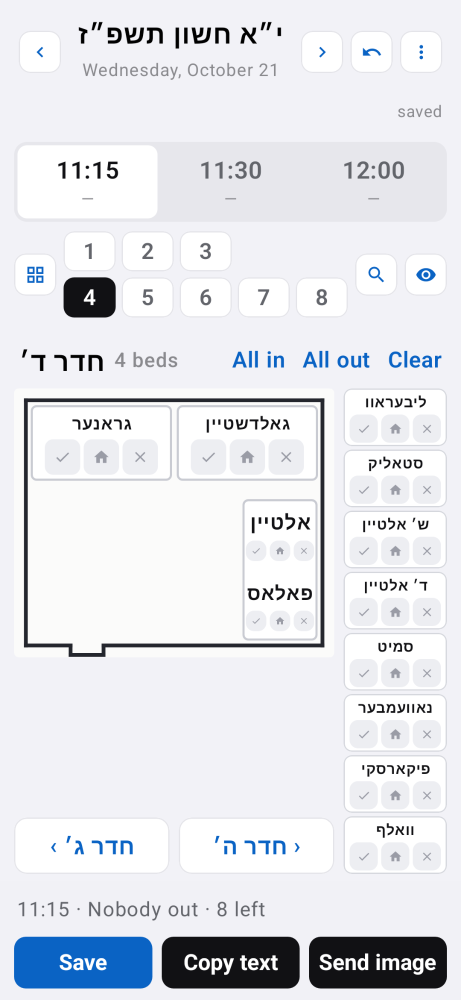 י״א חשון תשפ״ז
Wednesday, October 21
saved
11:15
11:30
12:00
–
–
–
1
2
3
4
5
6
7
8
חדר ד׳
4 beds
All in
All out
Clear
גראנער
גאלדשטיין
אלטיין
פאלאס
ליבעראוו
סטאליק
ש׳ אלטיין
ד׳ אלטיין
סמיט
נאוועמבער
פיקארסקי
וואלף
‹ חדר ג׳
חדר ה׳ ›
11:15 · Nobody out · 8 left
Save
Copy text
Send image